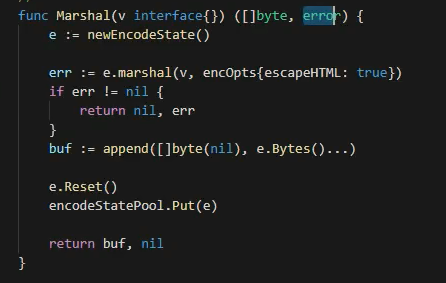 func Marshal(v interface{}) ([]byte, error) {
    e := newEncodeState()

    err := e.marshal(v, encOpts{escapeHTML: true})
    if err != nil {
        return nil, err
    }
    buf := append([]byte(nil), e.Bytes()...)

    e.Reset()
    encodeStatePool.Put(e)

    return buf, nil
}